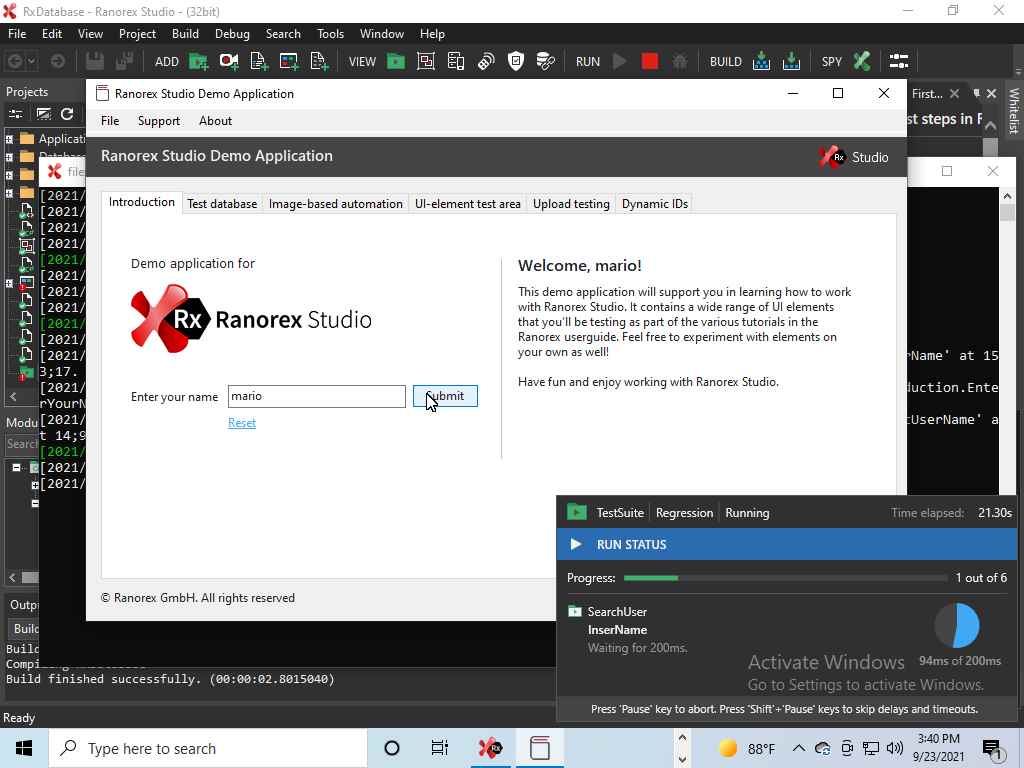 RxDatabase - Ranorex Studio - (32bit)
File Edit View Project Build Debug Search Tools Window Help
ADD VIEW RUN BUILD SPY
Projects
First...
Whitelist
Ranorex Studio Demo Application
File Support About
Ranorex Studio Demo Application
Rx Studio
Introduction Test database Image-based automation UI-element test area Upload testing Dynamic IDs
Demo application for
Rx Ranorex Studio
Enter your name mario Submit
Reset
Welcome, mario!
This demo application will support you in learning how to work
with Ranorex Studio. It contains a wide range of UI elements
that you'll be testing as part of the various tutorials in the
Ranorex userguide. Feel free to experiment with elements on
your own as well!
Have fun and enjoy working with Ranorex Studio.
© Ranorex GmbH. All rights reserved
st steps in
file
[2021/
[2021/
[2021/
[2021/
[2021/
[2021/
[2021/
[2021/
[2021/
[2021/
[2021/
3;17.
[2021/
rYourN
[2021/
t 14;9
[2021/
[2021/
[2021/
Name' at 15
duction.Ente
tUserName' a
Search
Build finished successfully. (00:00:02.8015040)
Ready
TestSuite Regression Running Time elapsed: 21.30s
RUN STATUS
Progress: 1 out of 6
SearchUser
InserName
Waiting for 200ms.
94ms of 200ms
Activate Windows
Go to Settings to activate Windows.
Press 'Pause' key to abort. Press 'Shift'+'Pause' keys to skip delays and timeouts.
Type here to search
88°F
3:40 PM
9/23/2021
1